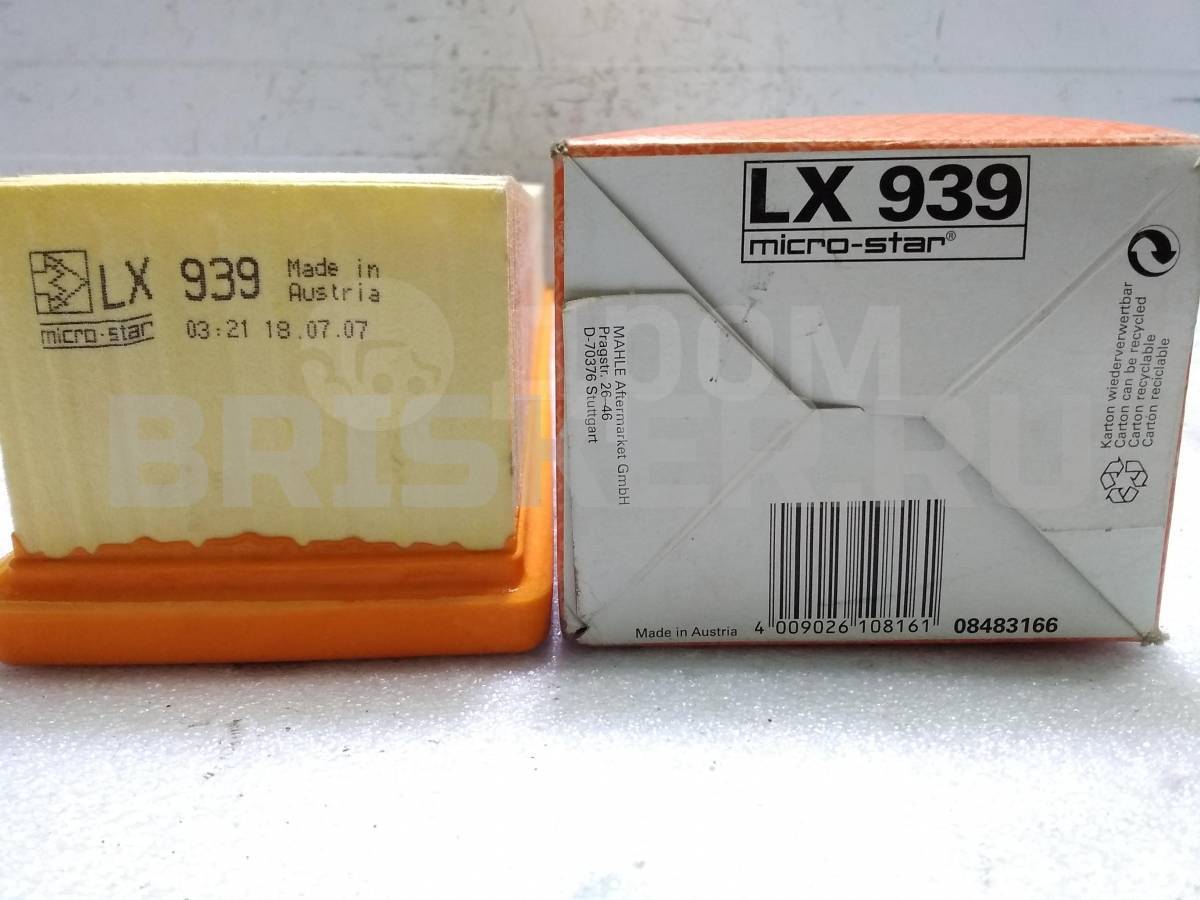 LX 939 Made in
Austria
micro-star 03:21 18.07.07
LX 939
micro-star®
MAHLE Aftermarket GmbH
Pragstr. 26-46
D-70376 Stuttgart
Karton wiederverwertbar
Carton can be recycled
Carton recyclable
Cartón reciclable
Made in Austria 4 009026 108161 08483166
BRISKER.RU